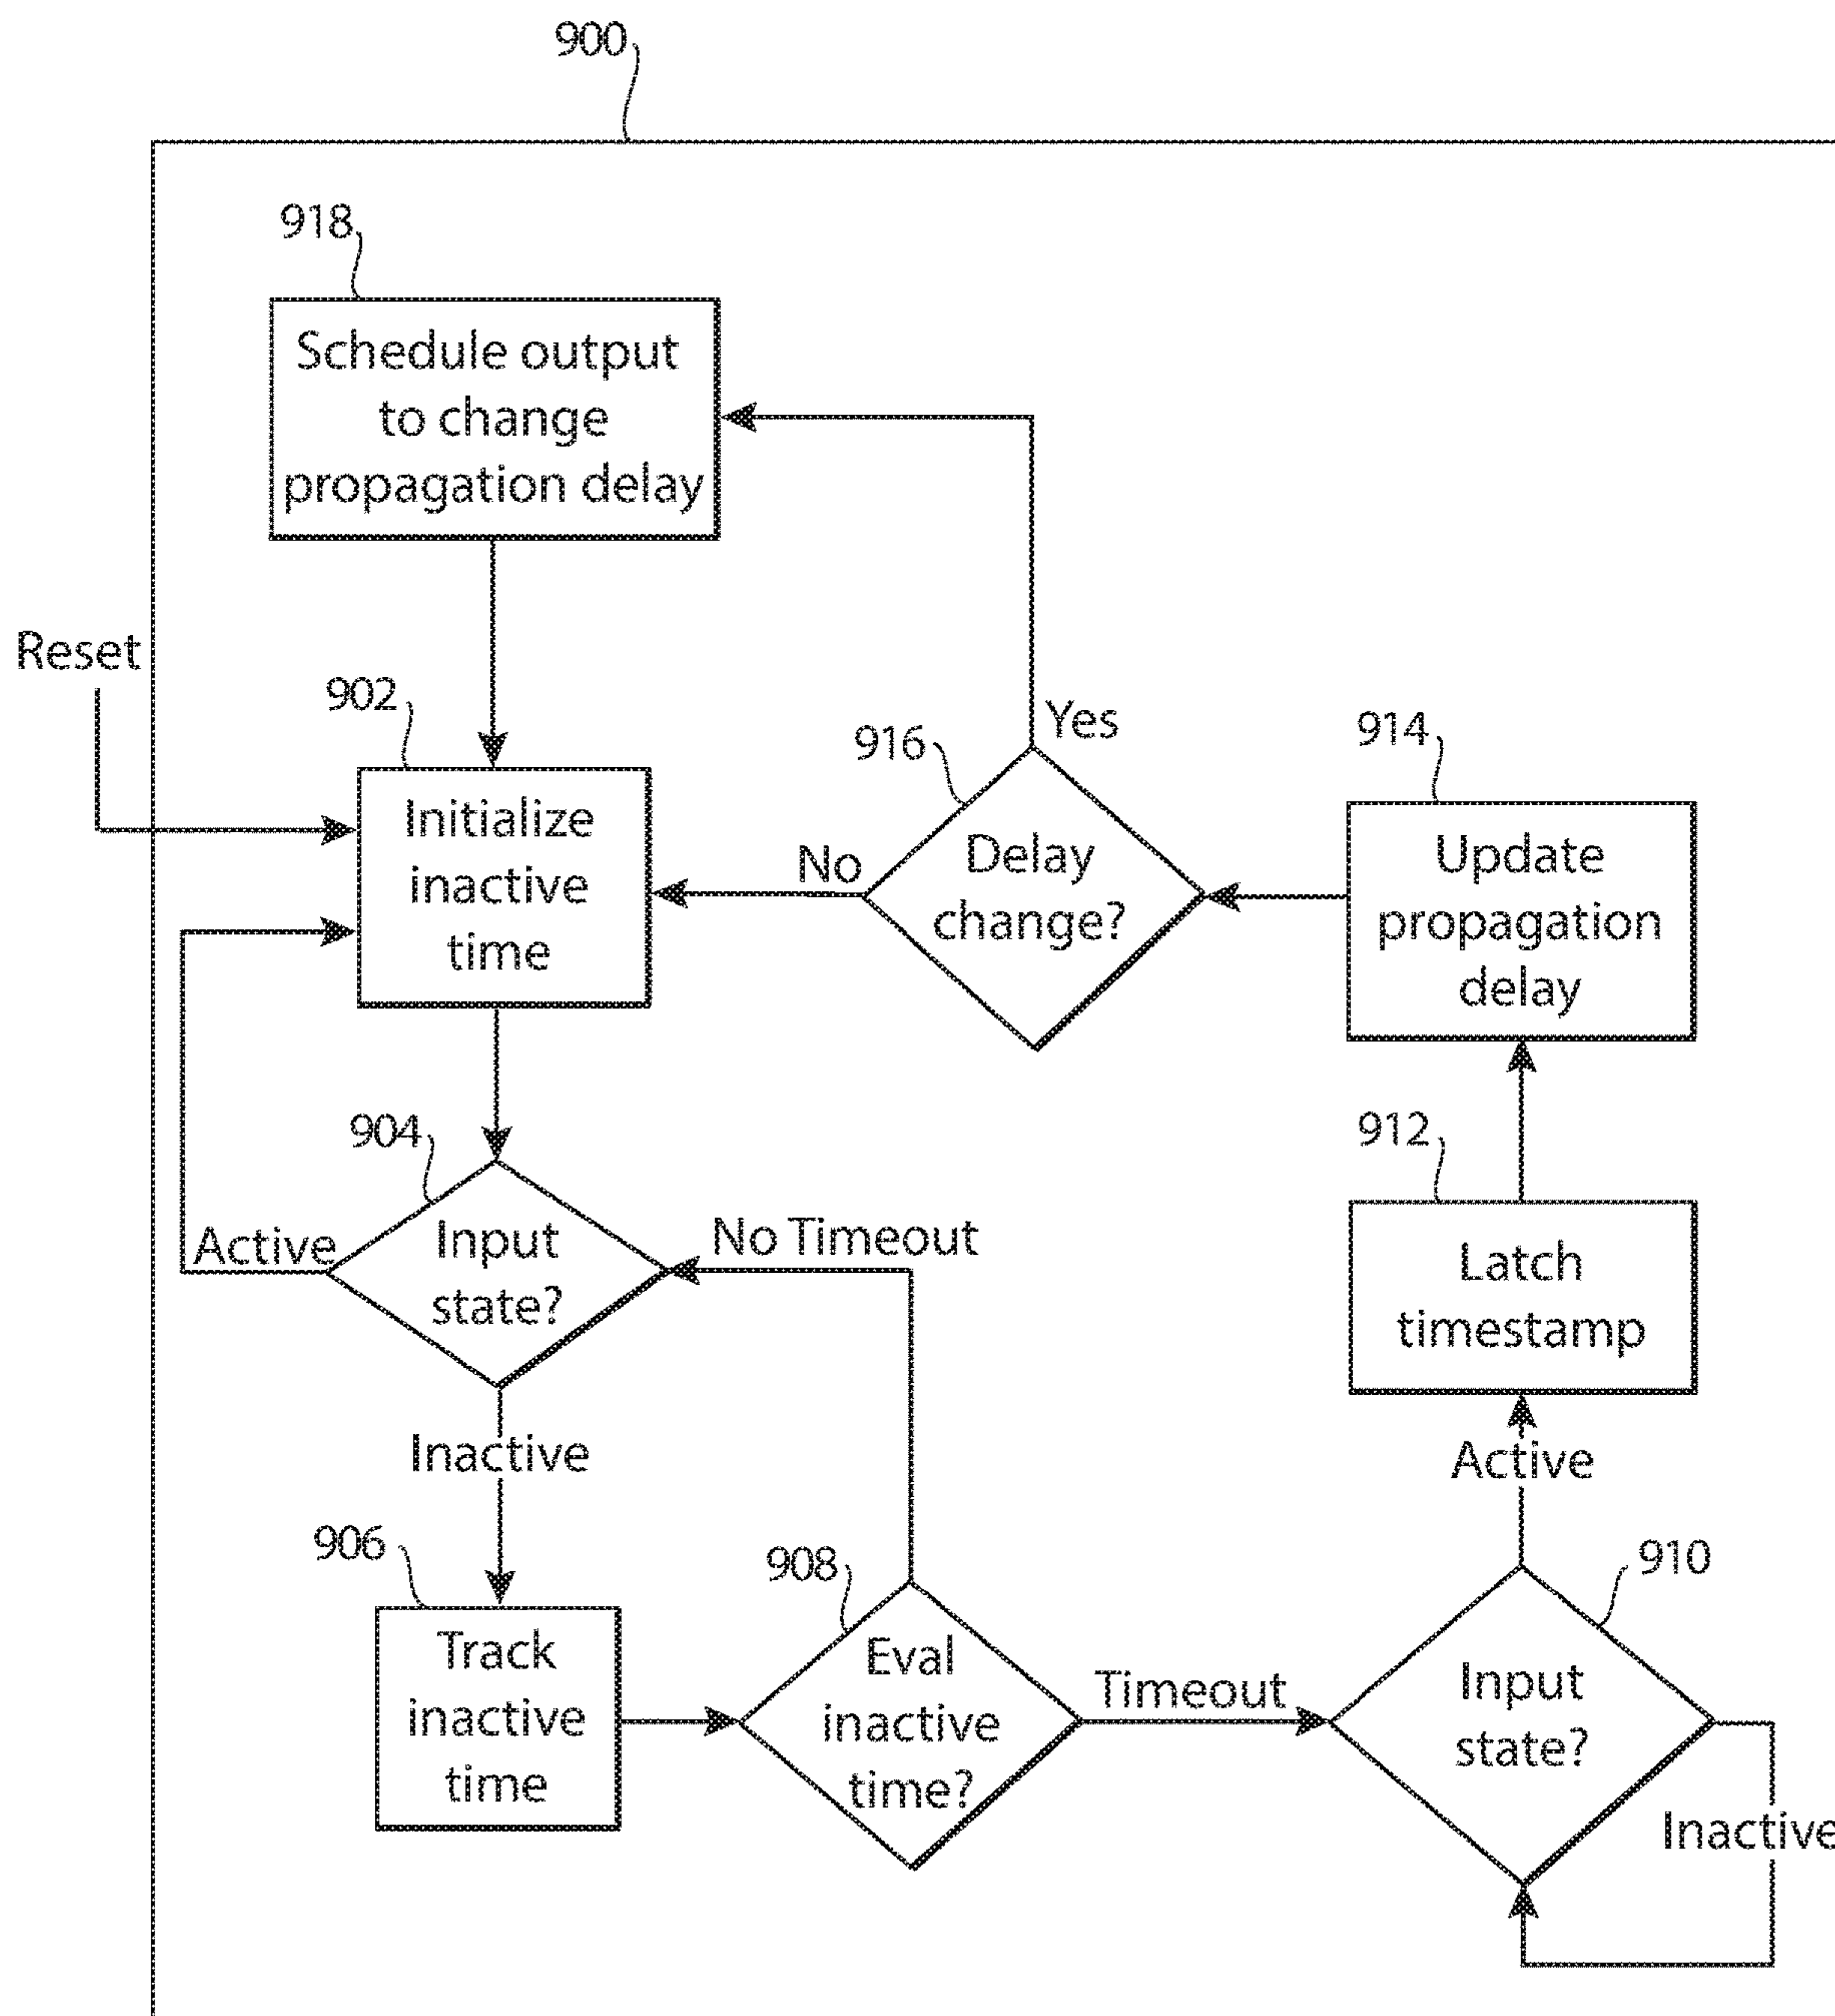 900
918
Schedule output
to change
propagation delay
Reset
902
Initialize
inactive
time
916
Yes
No
Delay
change?
914
Update
propagation
delay
904
Active
Input
state?
No Timeout
912
Latch
timestamp
Inactive
Active
906
Track
inactive
time
908
Eval
inactive
time?
Timeout
910
Input
state?
Inactive